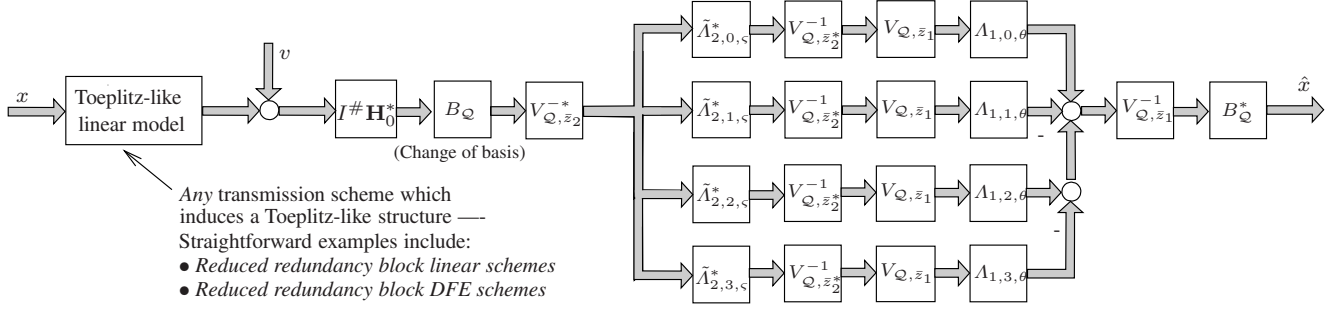 x
Toeplitz-like
linear model
v
I^# H_0^*
B_Q
(Change of basis)
V_{Q,z̄_2}^{-*}
Λ̃_{2,0,ς}^* V_{Q,z̄_2^*}^{-1} V_{Q,z̄_1} Λ_{1,0,θ}
Λ̃_{2,1,ς}^* V_{Q,z̄_2^*}^{-1} V_{Q,z̄_1} Λ_{1,1,θ}
-
Λ̃_{2,2,ς}^* V_{Q,z̄_2^*}^{-1} V_{Q,z̄_1} Λ_{1,2,θ}
-
Λ̃_{2,3,ς}^* V_{Q,z̄_2^*}^{-1} V_{Q,z̄_1} Λ_{1,3,θ}
V_{Q,z̄_1}^{-1}
B_Q^*
x̂
Any transmission scheme which
induces a Toeplitz-like structure —-
Straightforward examples include:
• Reduced redundancy block linear schemes
• Reduced redundancy block DFE schemes